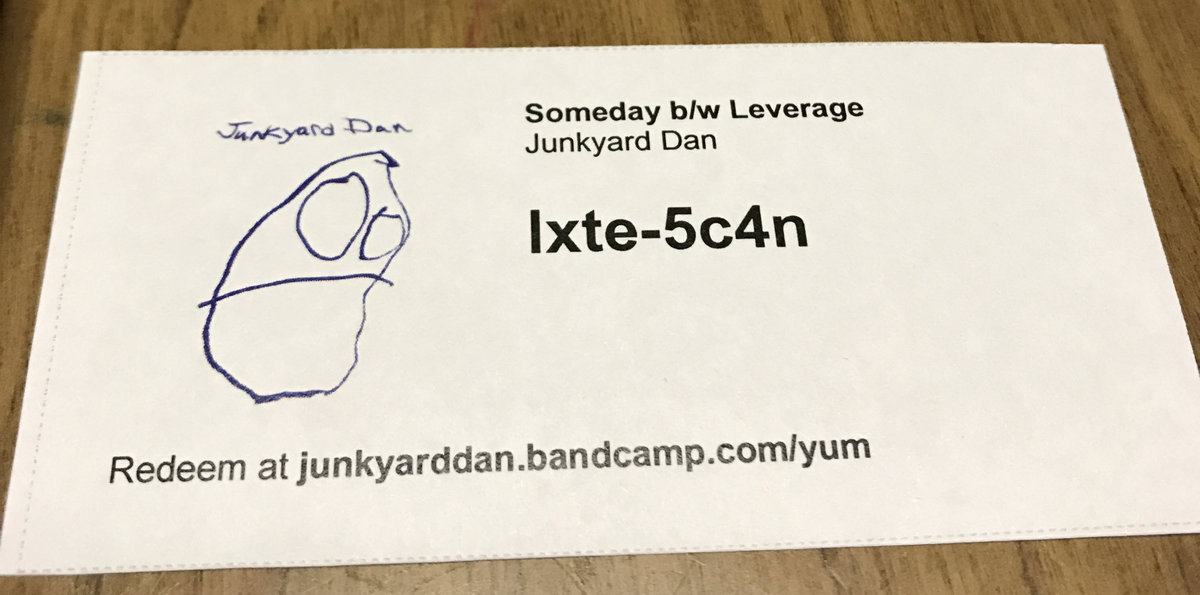 Junkyard Dan
Someday b/w Leverage
Junkyard Dan
lxte-5c4n
Redeem at junkyarddan.bandcamp.com/yum